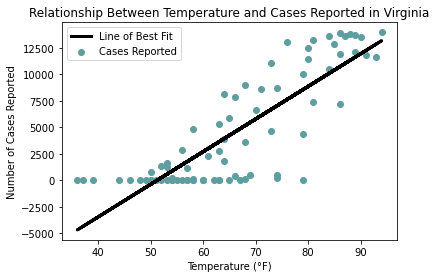 Relationship Between Temperature and Cases Reported in Virginia
Line of Best Fit
Cases Reported
12500
10000
7500
5000
2500
0
−2500
−5000
Number of Cases Reported
40 50 60 70 80 90
Temperature (°F)